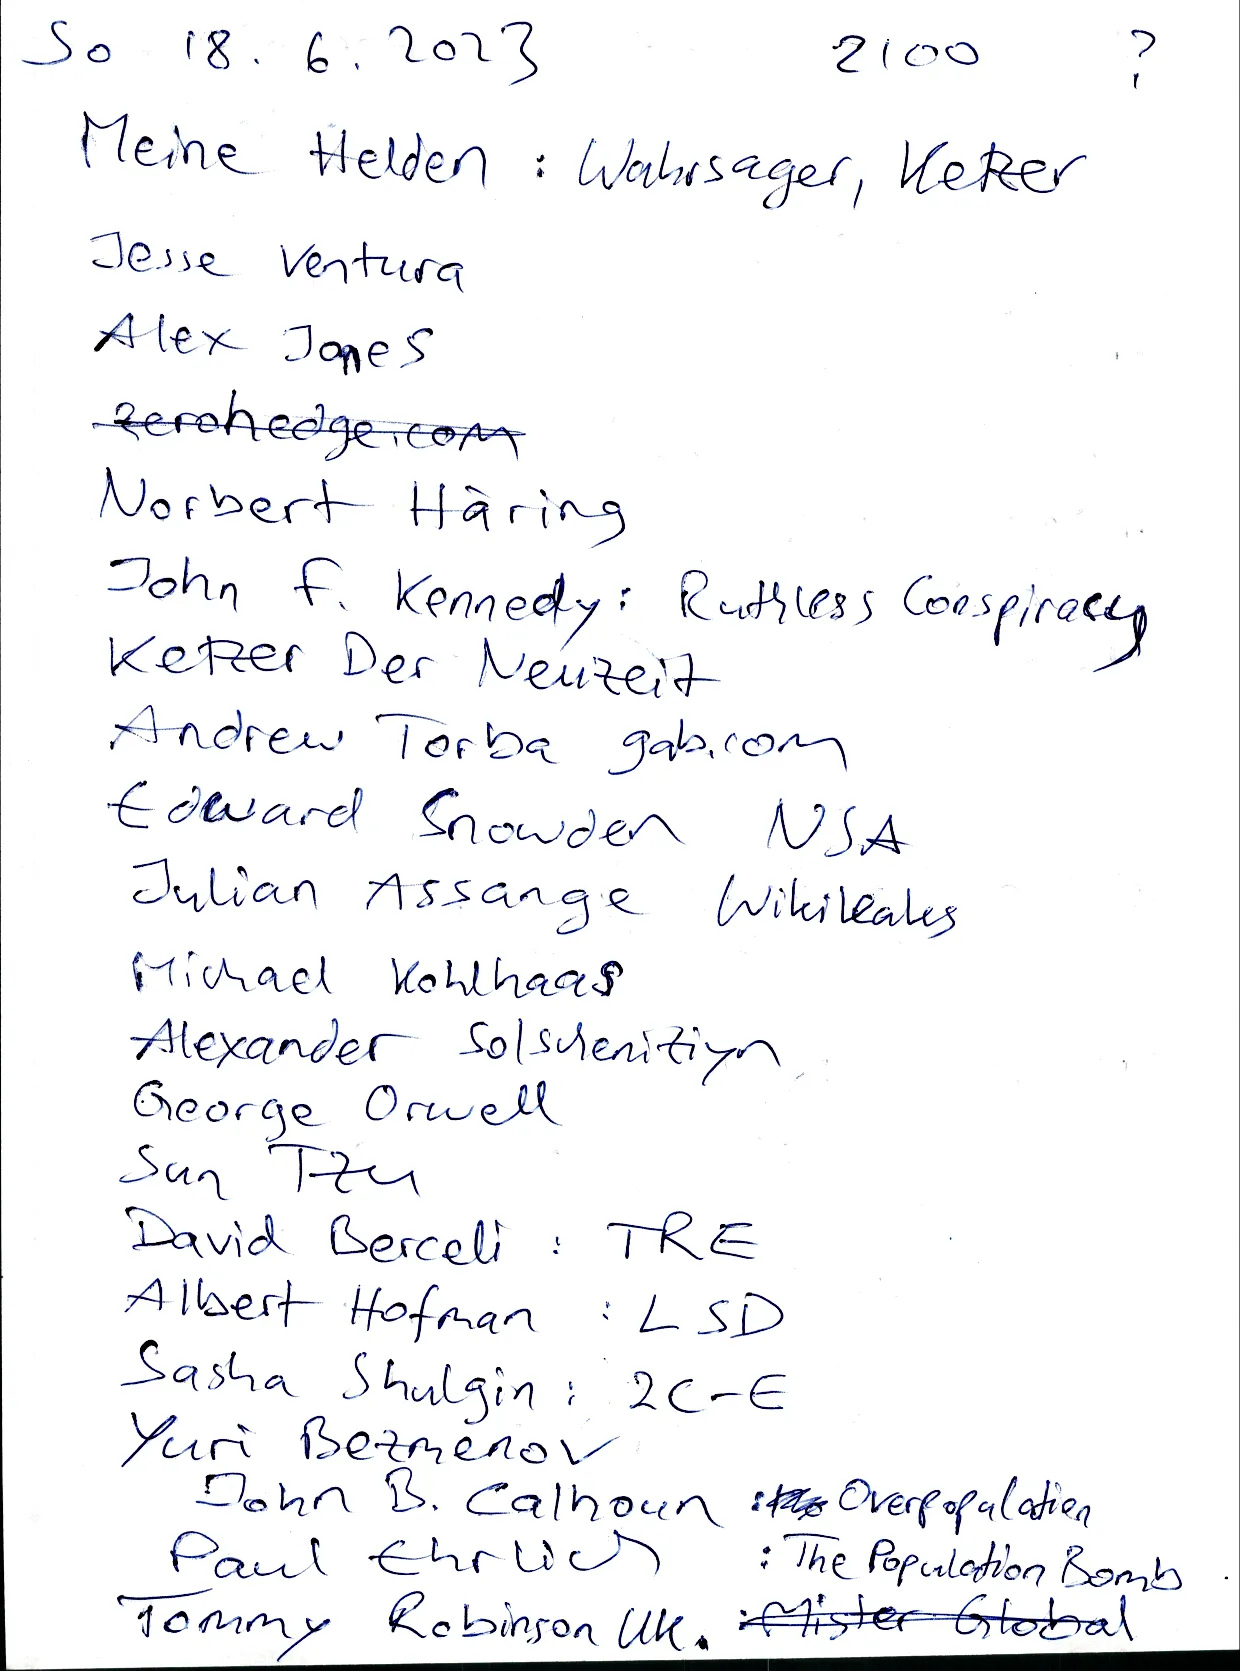 So 18. 6. 2023 2100 ?
Meine Helden : Wahrsager, Ketzer
Jesse Ventura
Alex Jones
zerohedge.com
Norbert Häring
John F. Kennedy: Ruthless Conspiracy
Ketzer Der Neuzeit
Andrew Torba gab.com
Edward Snowden NSA
Julian Assange Wikileaks
Michael Kohlhaas
Alexander Solschenitiyn
George Orwell
Sun Tzu
David Berceli : TRE
Albert Hofman : LSD
Sasha Shulgin : 2C-E
Yuri Bezmenov
John B. Calhoun : Overpopulation
Paul Ehrlich : The Population Bomb
Tommy Robinson UK. : Mister Global